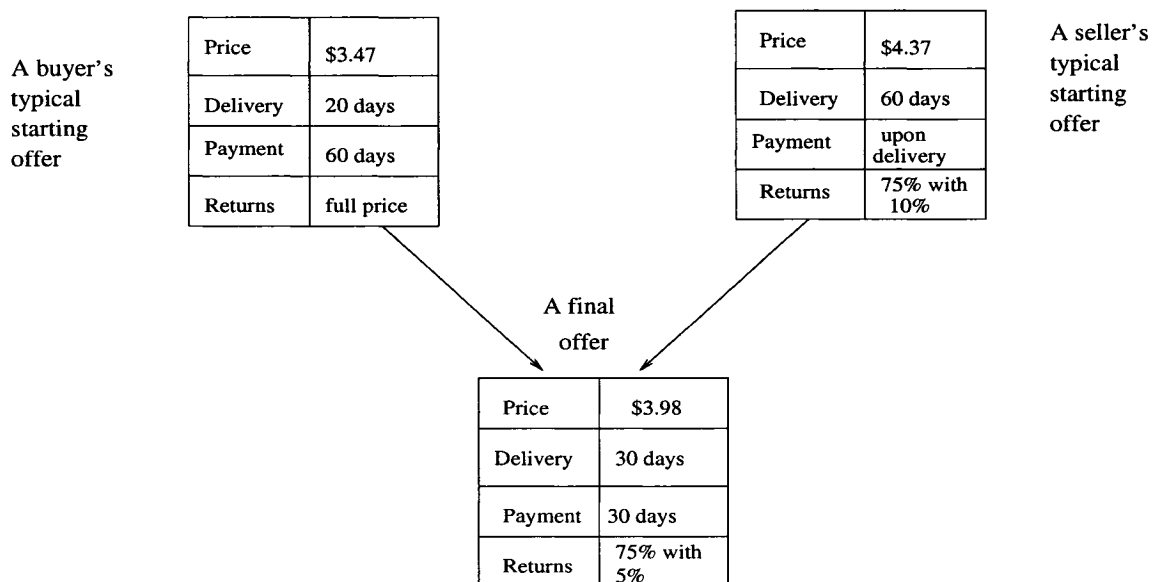 A buyer's
typical
starting
offer
Price $3.47
Delivery 20 days
Payment 60 days
Returns full price
Price $4.37
Delivery 60 days
Payment upon
delivery
Returns 75% with
10%
A seller's
typical
starting
offer
A final
offer
Price $3.98
Delivery 30 days
Payment 30 days
Returns 75% with
5%